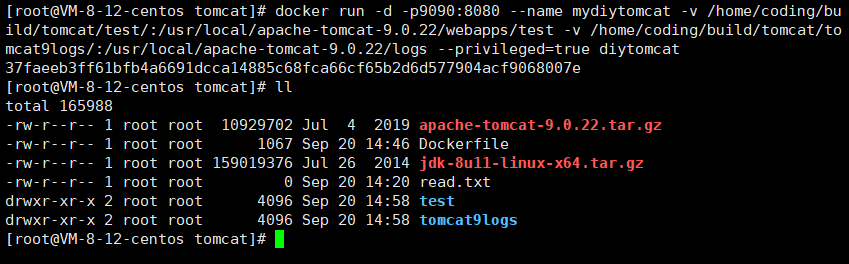 [root@VM-8-12-centos tomcat]# docker run -d -p9090:8080 --name mydiytomcat -v /home/coding/bu
ild/tomcat/test/:/usr/local/apache-tomcat-9.0.22/webapps/test -v /home/coding/build/tomcat/to
mcat9logs/:/usr/local/apache-tomcat-9.0.22/logs --privileged=true diytomcat
37faeeb3ff61bfb4a6691dcca14885c68fca66cf65b2d6d577904acf9068007e
[root@VM-8-12-centos tomcat]# ll
total 165988
-rw-r--r-- 1 root root  10929702 Jul  4  2019 apache-tomcat-9.0.22.tar.gz
-rw-r--r-- 1 root root      1067 Sep 20 14:46 Dockerfile
-rw-r--r-- 1 root root 159019376 Jul 26  2014 jdk-8u11-linux-x64.tar.gz
-rw-r--r-- 1 root root         0 Sep 20 14:20 read.txt
drwxr-xr-x 2 root root      4096 Sep 20 14:58 test
drwxr-xr-x 2 root root      4096 Sep 20 14:58 tomcat9logs
[root@VM-8-12-centos tomcat]#